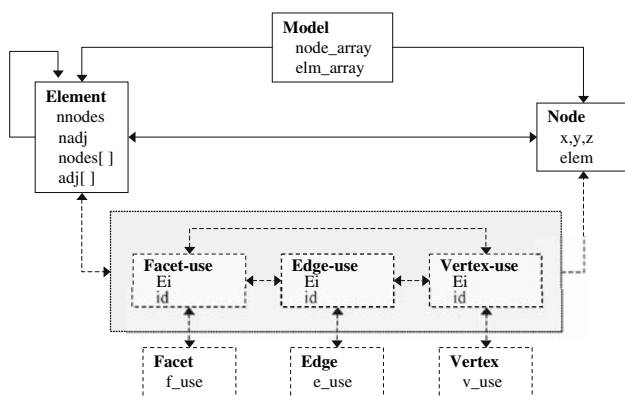 Model
node_array
elm_array
Element
nnodes
nadj
nodes[ ]
adj[ ]
Node
x,y,z
elem
Facet-use
Ei
id
Edge-use
Ei
id
Vertex-use
Ei
id
Facet
f_use
Edge
e_use
Vertex
v_use